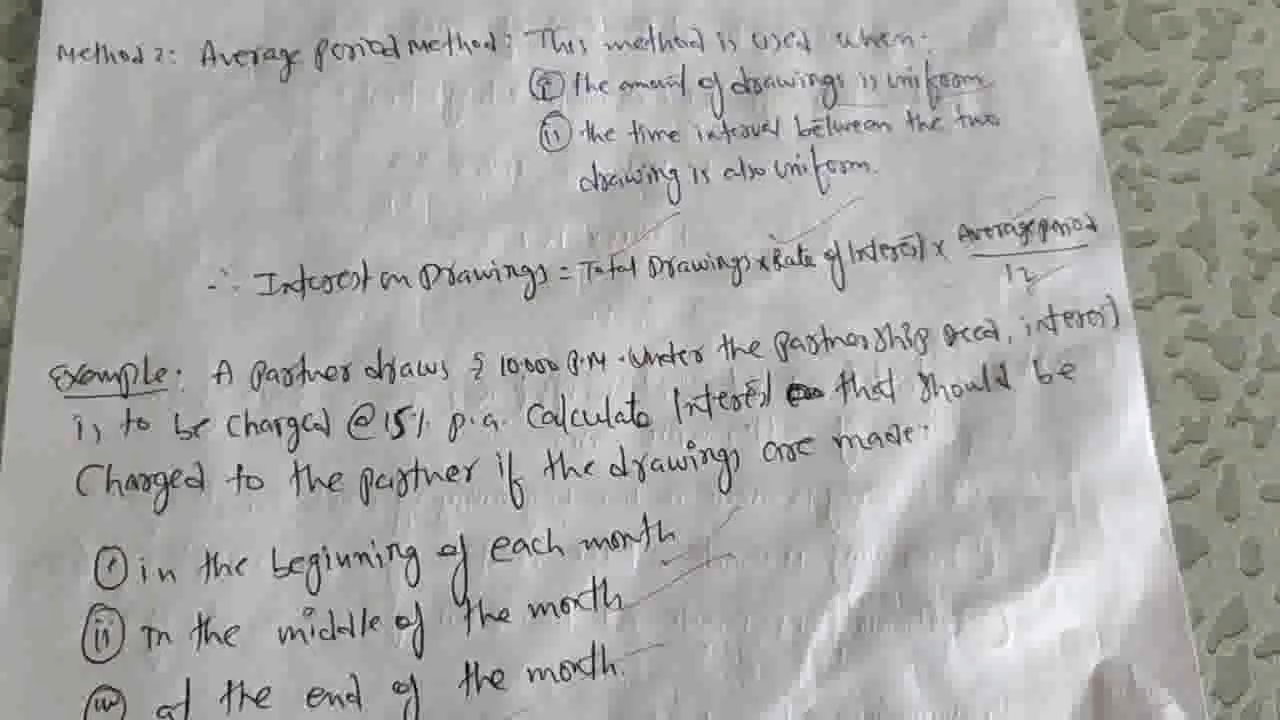 Method 2: Average period Method: This method is used when:
(i) the amount of drawings is uniform
(ii) the time interval between the two
drawing is also uniform.
∴ Interest on Drawings = Total Drawings × Rate of Interest × Average period / 12
Example: A partner draws ₹ 10,000 P.M. Under the partnership deed, interest
is to be charged @ 15% p.a. Calculate Interest that should be
Charged to the partner if the drawings are made:
(i) in the beginning of each month
(ii) In the middle of the month
(iii) at the end of the month.